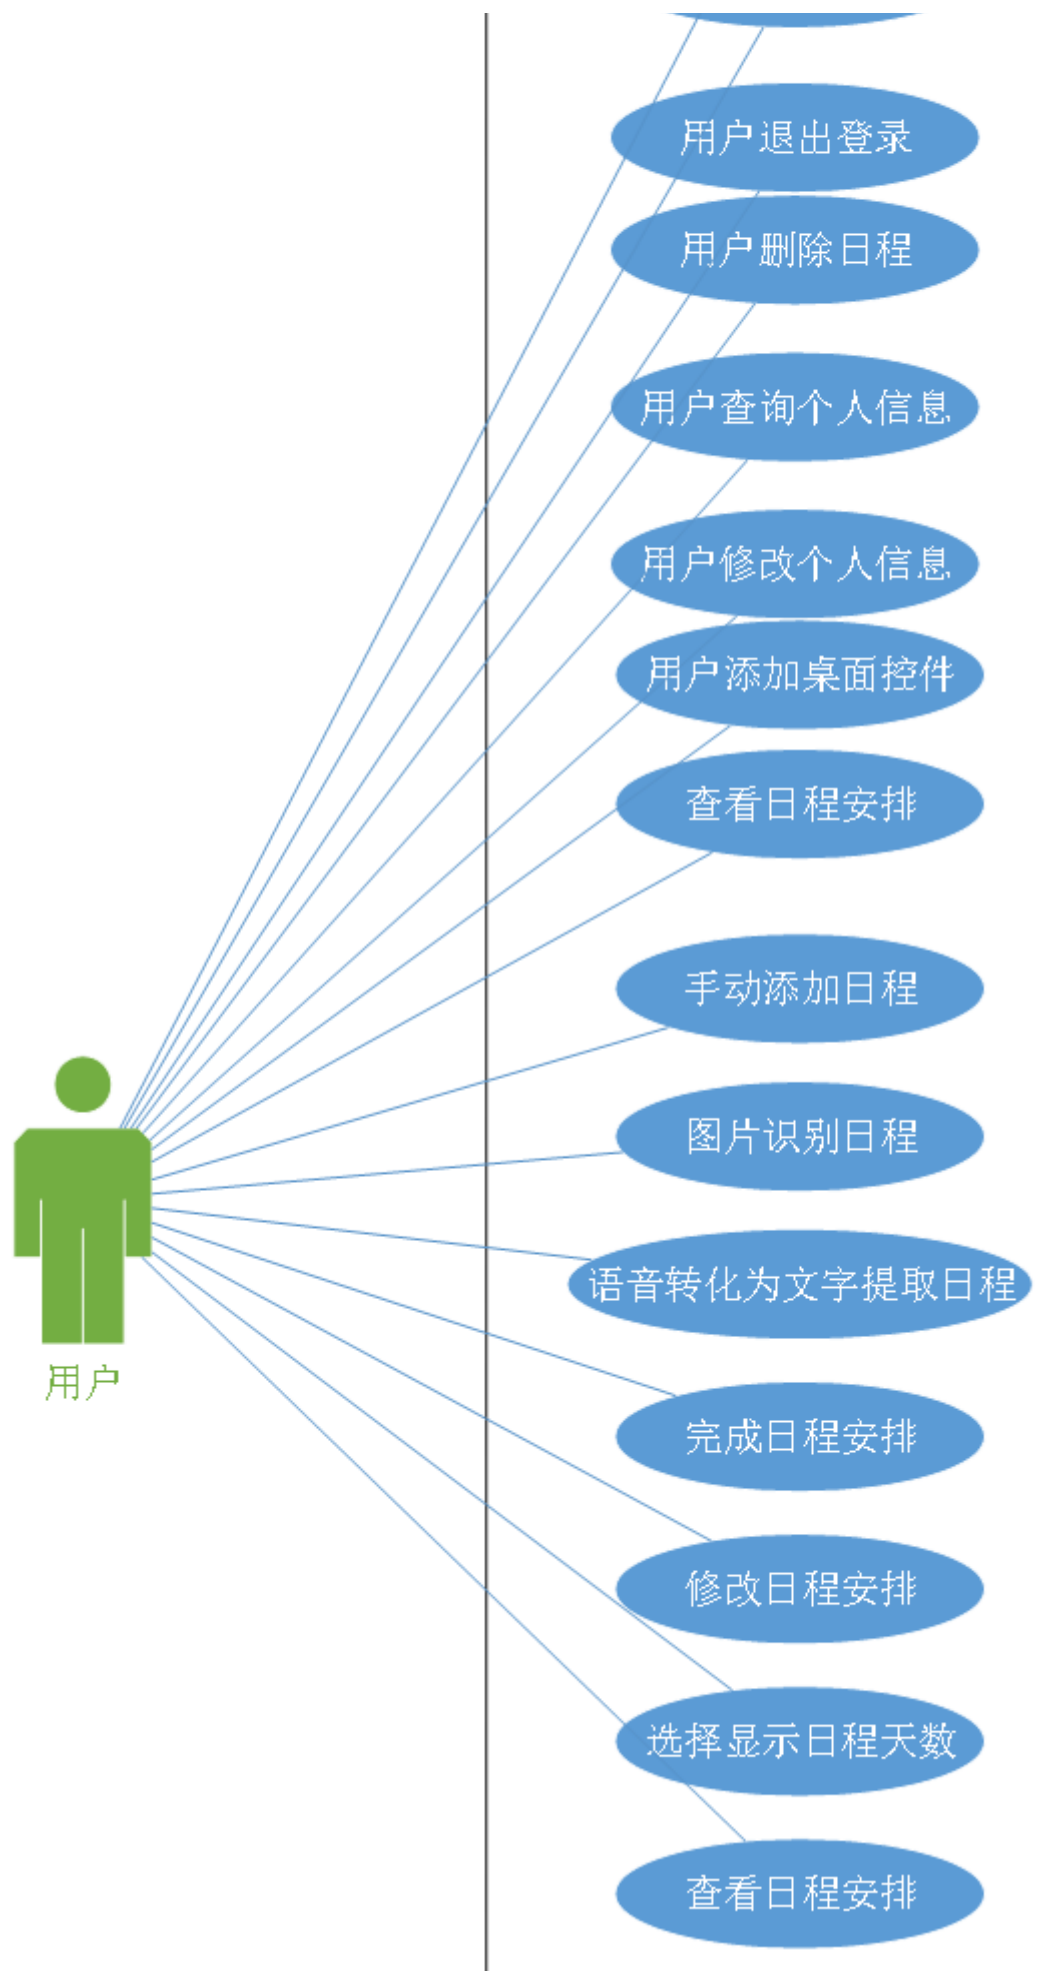 用户退出登录
用户删除日程
用户查询个人信息
用户修改个人信息
用户添加桌面控件
查看日程安排
手动添加日程
图片识别日程
语音转化为文字提取日程
用户
完成日程安排
修改日程安排
选择显示日程天数
查看日程安排